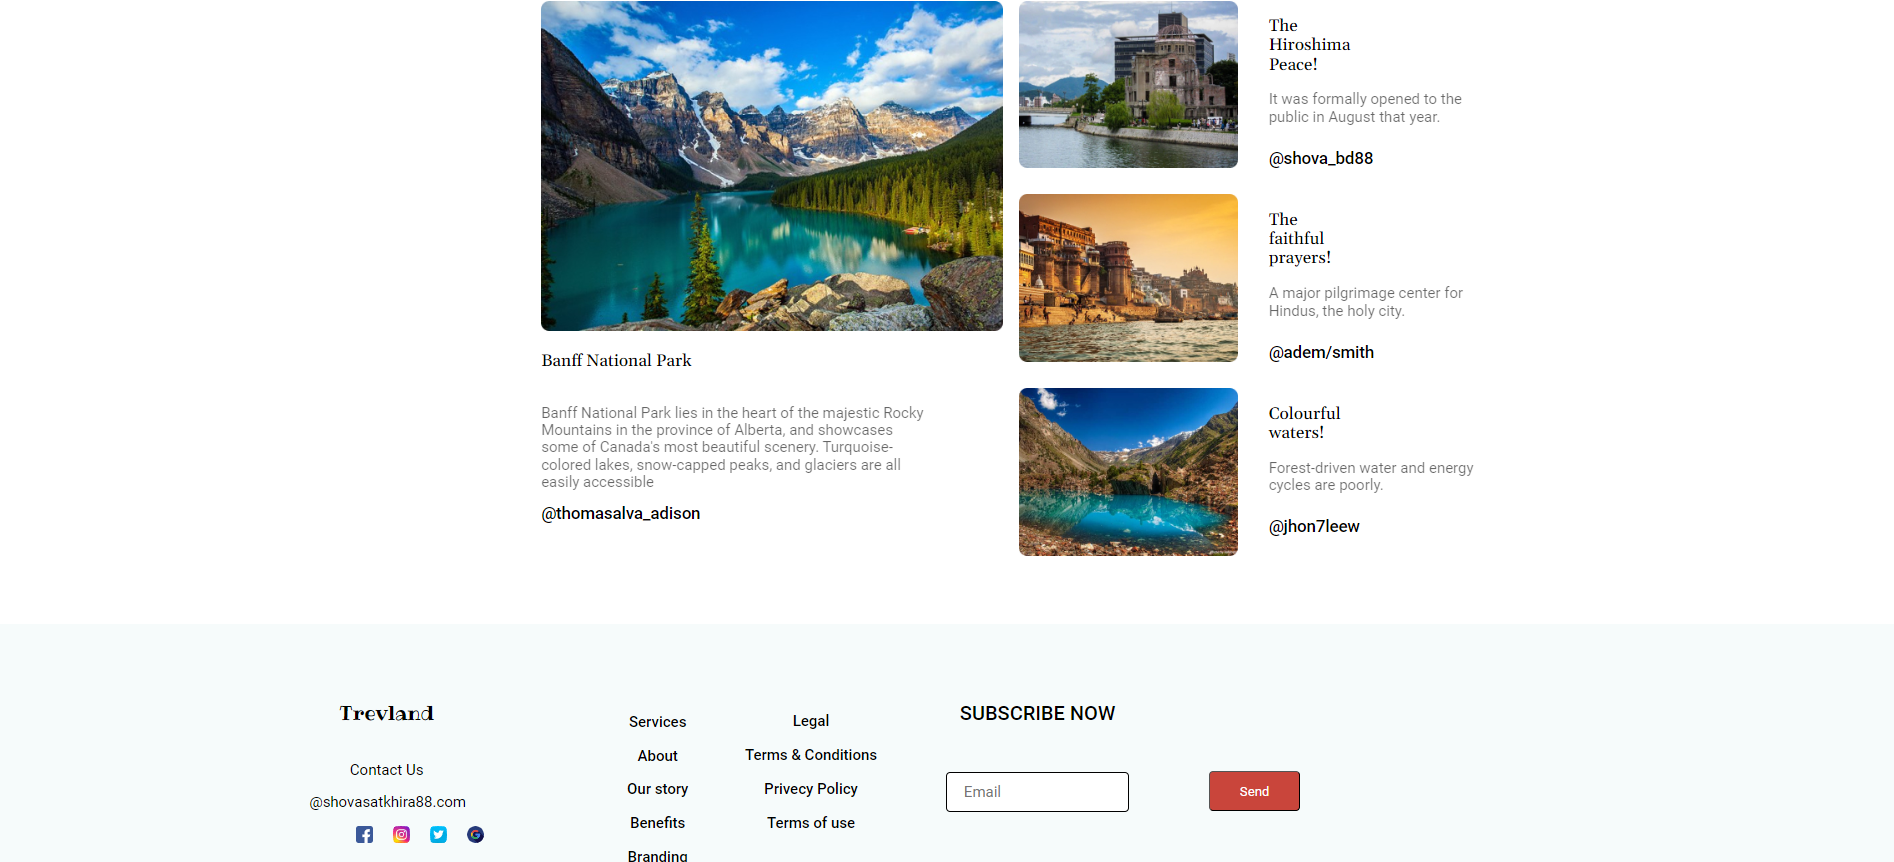 Banff National Park
Banff National Park lies in the heart of the majestic Rocky
Mountains in the province of Alberta, and showcases
some of Canada's most beautiful scenery. Turquoise-
colored lakes, snow-capped peaks, and glaciers are all
easily accessible
@thomasalva_adison
The
Hiroshima
Peace!
It was formally opened to the
public in August that year.
@shova_bd88
The
faithful
prayers!
A major pilgrimage center for
Hindus, the holy city.
@adem/smith
Colourful
waters!
Forest-driven water and energy
cycles are poorly.
@jhon7leew
Trevland
Contact Us
@shovasatkhira88.com
Services
About
Our story
Benefits
Branding
Legal
Terms & Conditions
Privecy Policy
Terms of use
SUBSCRIBE NOW
Email
Send